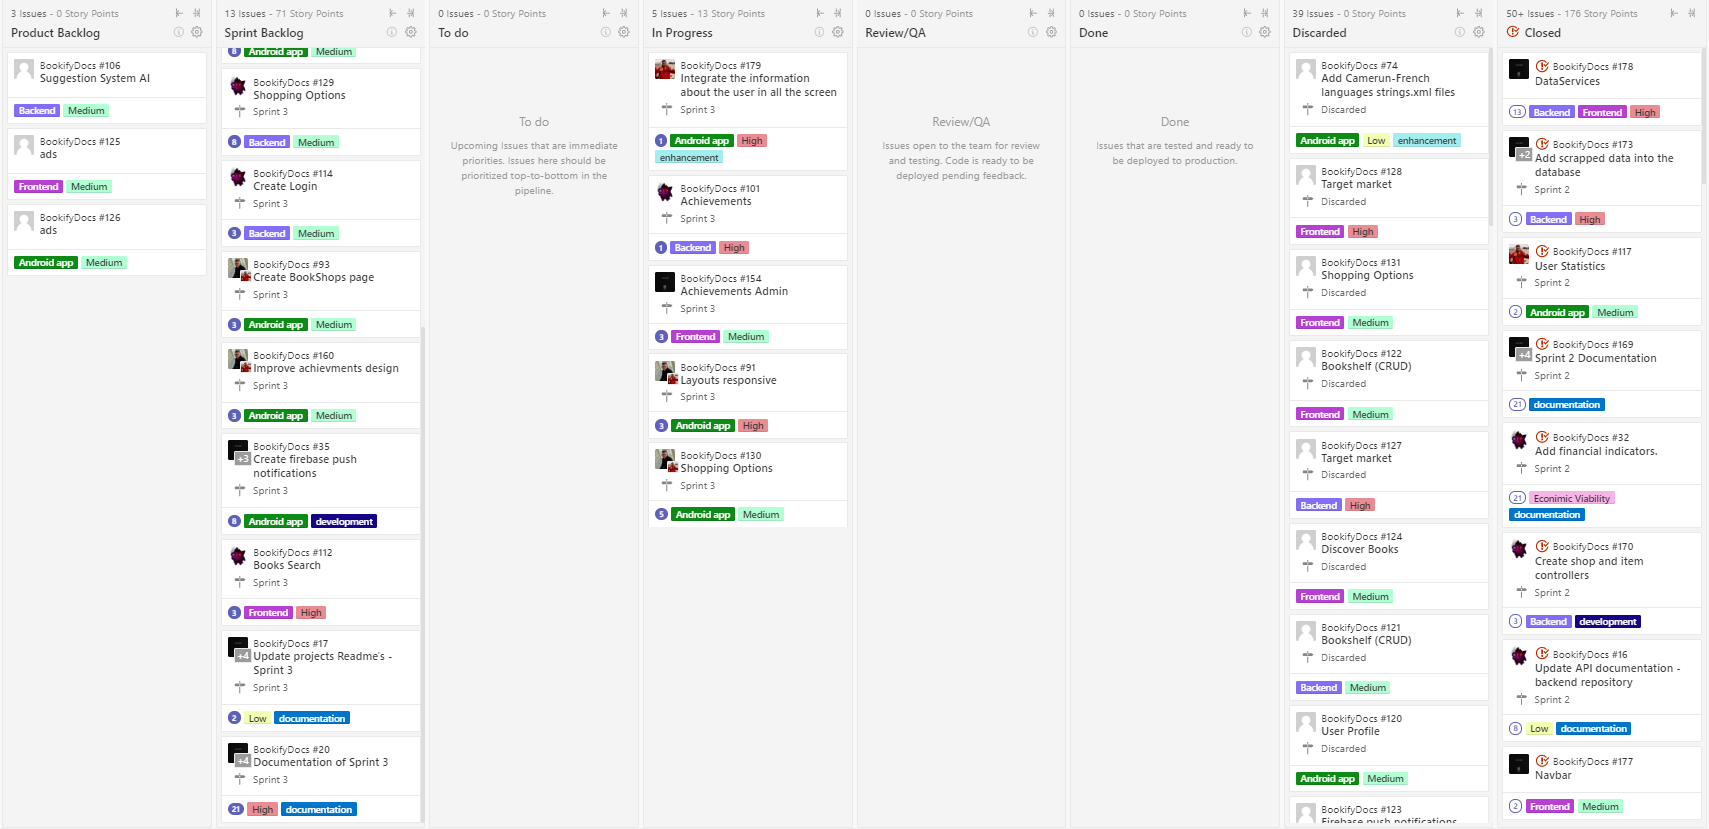 3 Issues - 0 Story Points
Product Backlog
BookifyDocs #106
Suggestion System AI
Backend Medium
BookifyDocs #125
ads
Frontend Medium
BookifyDocs #126
ads
Android app Medium
13 Issues - 71 Story Points
Sprint Backlog
8 Android app Medium
BookifyDocs #129
Shopping Options
Sprint 3
8 Backend Medium
BookifyDocs #114
Create Login
Sprint 3
3 Backend Medium
BookifyDocs #93
Create BookShops page
Sprint 3
3 Android app Medium
BookifyDocs #160
Improve achievments design
Sprint 3
3 Android app Medium
+3
BookifyDocs #35
Create firebase push
notifications
Sprint 3
8 Android app development
BookifyDocs #112
Books Search
Sprint 3
3 Frontend High
+4
BookifyDocs #17
Update projects Readme's -
Sprint 3
Sprint 3
2 Low documentation
+4
BookifyDocs #20
Documentation of Sprint 3
Sprint 3
21 High documentation
0 Issues - 0 Story Points
To do
To do
Upcoming Issues that are immediate
priorities. Issues here should be
prioritized top-to-bottom in the
pipeline.
5 Issues - 13 Story Points
In Progress
BookifyDocs #179
Integrate the information
about the user in all the screen
Sprint 3
1 Android app High
enhancement
BookifyDocs #101
Achievements
Sprint 3
1 Backend High
BookifyDocs #154
Achievements Admin
Sprint 3
3 Frontend Medium
BookifyDocs #91
Layouts responsive
Sprint 3
3 Android app High
BookifyDocs #130
Shopping Options
Sprint 3
5 Android app Medium
0 Issues - 0 Story Points
Review/QA
Review/QA
Issues open to the team for review
and testing. Code is ready to be
deployed pending feedback.
0 Issues - 0 Story Points
Done
Done
Issues that are tested and ready to
be deployed to production.
39 Issues - 0 Story Points
Discarded
BookifyDocs #74
Add Camerun-French
languages strings.xml files
Discarded
Android app Low enhancement
BookifyDocs #128
Target market
Discarded
Frontend High
BookifyDocs #131
Shopping Options
Discarded
Frontend Medium
BookifyDocs #122
Bookshelf (CRUD)
Discarded
Frontend Medium
BookifyDocs #127
Target market
Discarded
Backend High
BookifyDocs #124
Discover Books
Discarded
Frontend Medium
BookifyDocs #121
Bookshelf (CRUD)
Discarded
Backend Medium
BookifyDocs #120
User Profile
Discarded
Android app Medium
BookifyDocs #123
Firebase push notifications
50+ Issues - 176 Story Points
Closed
BookifyDocs #178
DataServices
13 Backend Frontend High
+2
BookifyDocs #173
Add scrapped data into the
database
Sprint 2
3 Backend High
BookifyDocs #117
User Statistics
Sprint 2
2 Android app Medium
+4
BookifyDocs #169
Sprint 2 Documentation
Sprint 2
21 documentation
BookifyDocs #32
Add financial indicators.
Sprint 2
21 Econimic Viability
documentation
BookifyDocs #170
Create shop and item
controllers
Sprint 2
3 Backend development
BookifyDocs #16
Update API documentation -
backend repository
Sprint 2
8 Low documentation
BookifyDocs #177
Navbar
2 Frontend Medium